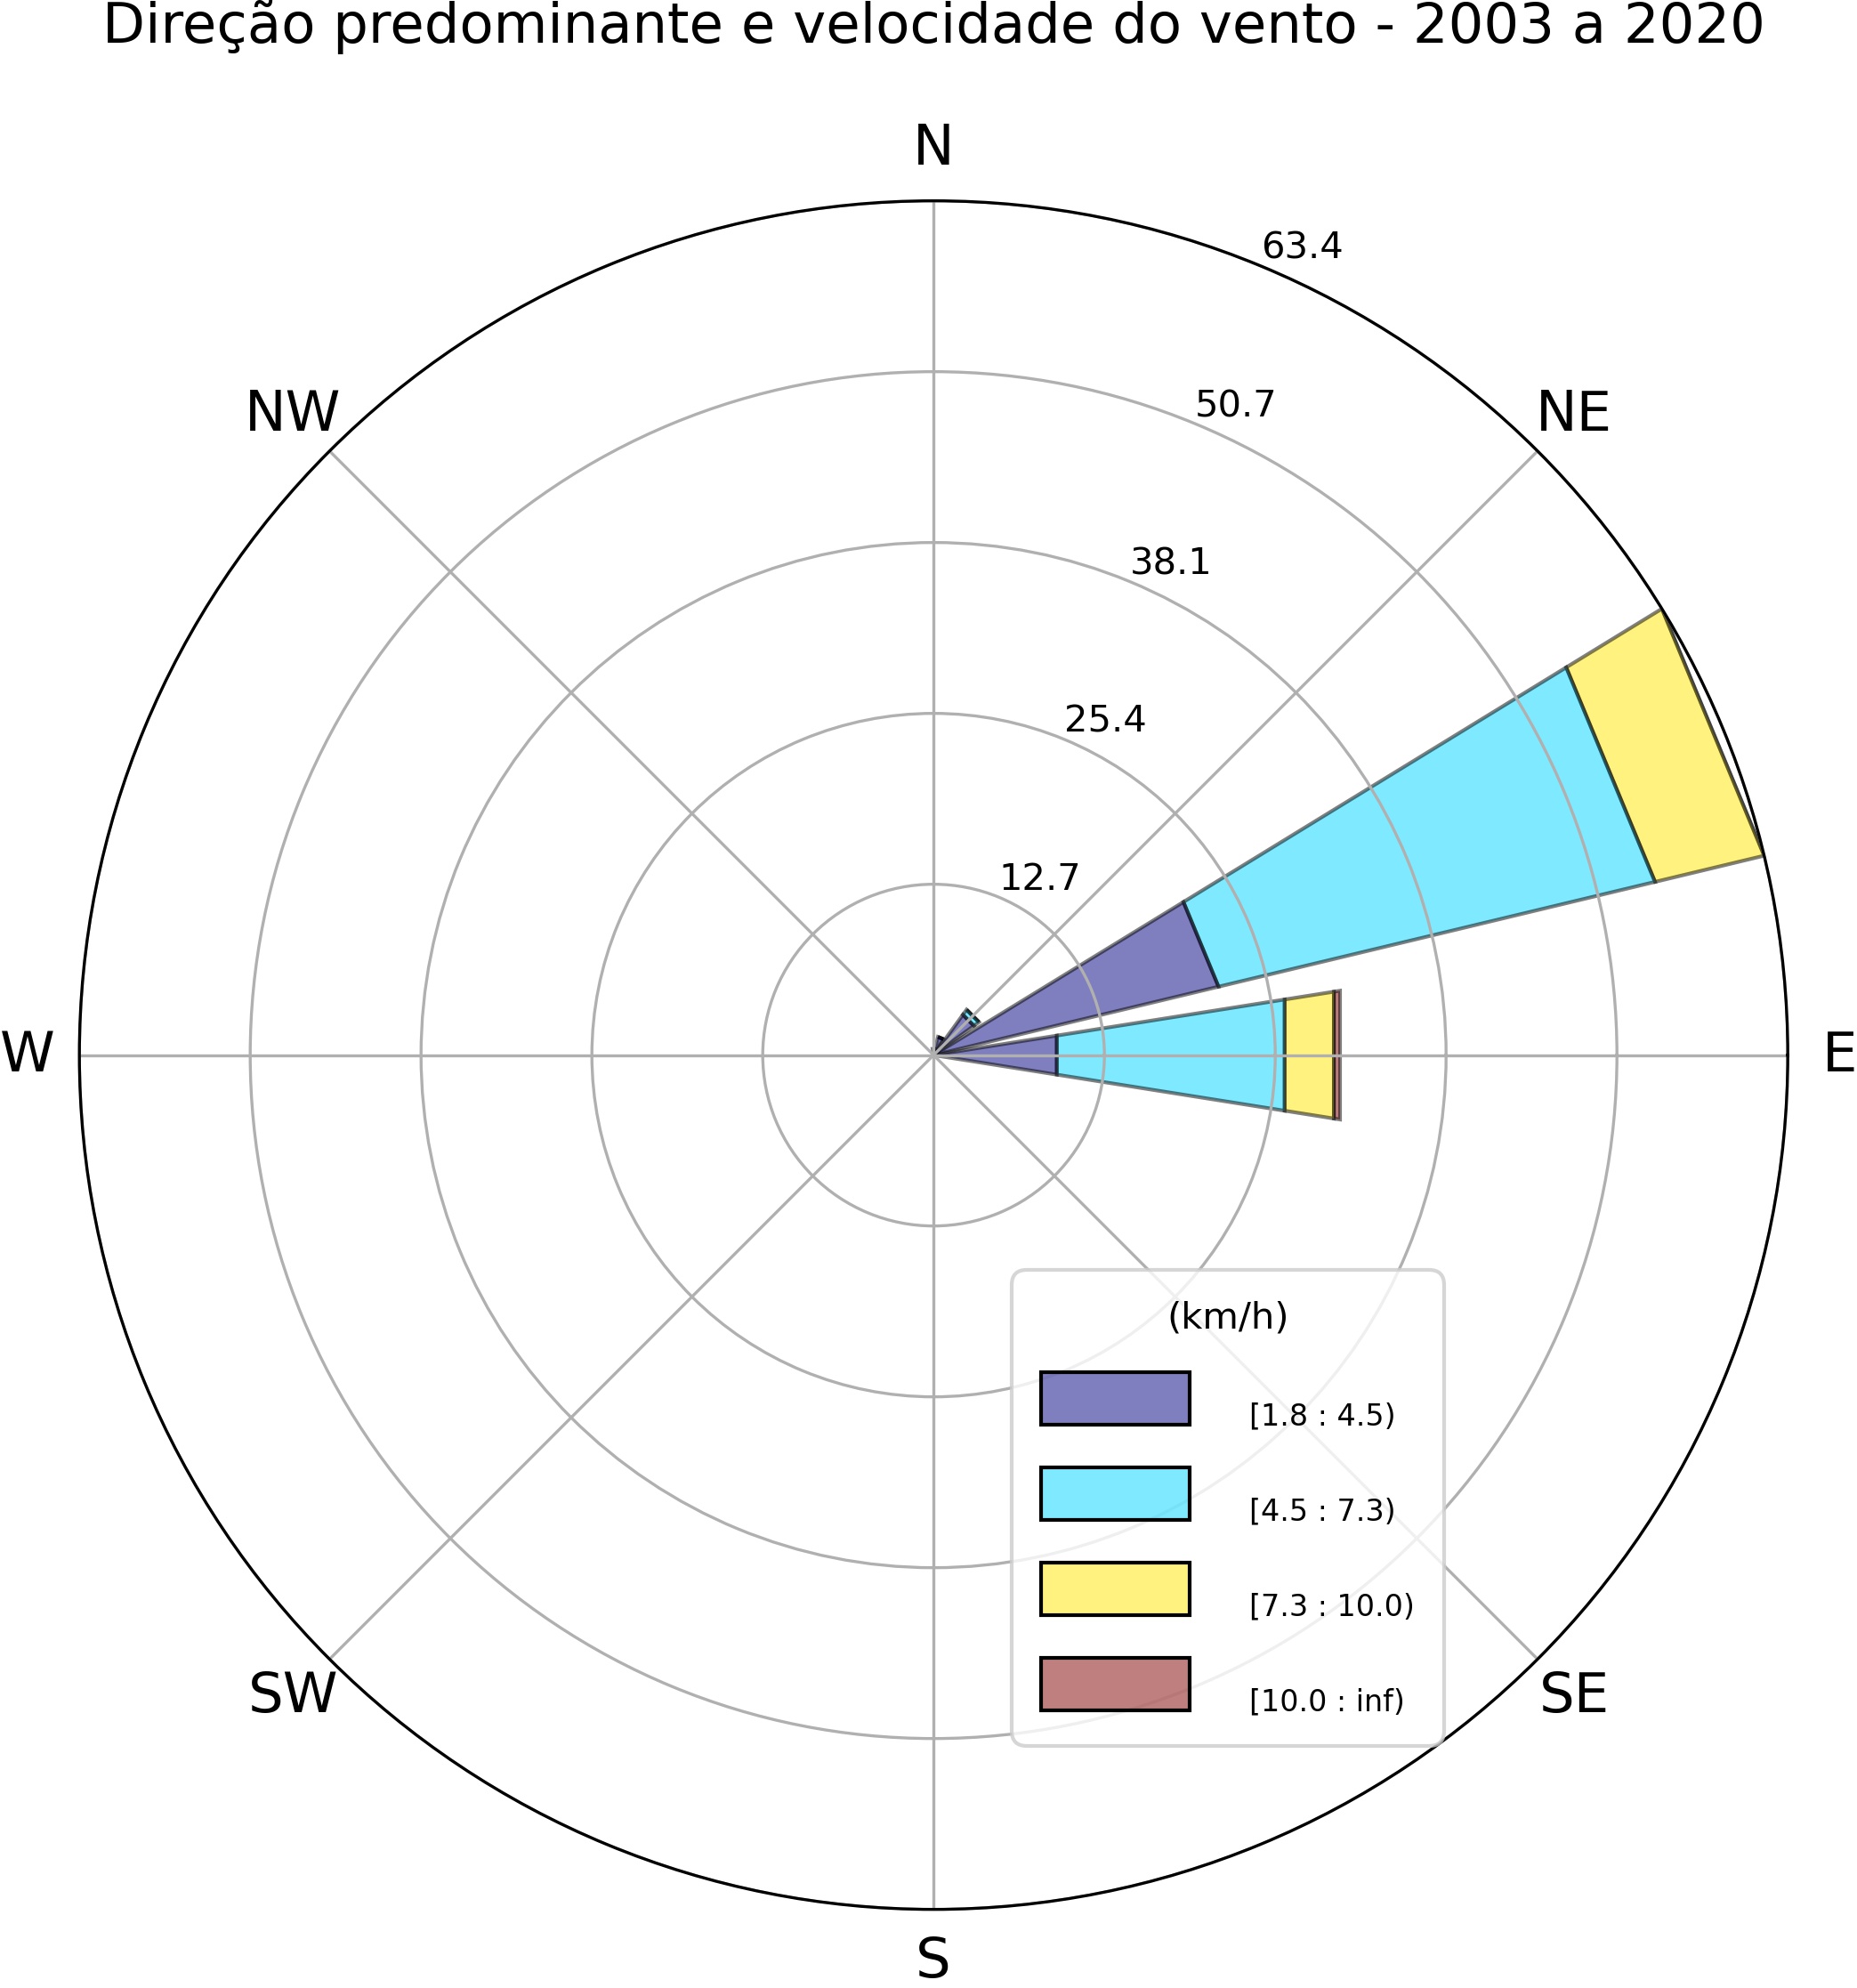 Direção predominante e velocidade do vento - 2003 a 2020
N
63.4
NW
50.7
NE
38.1
25.4
12.7
W
E
(km/h)
[1.8 : 4.5)
[4.5 : 7.3)
[7.3 : 10.0)
[10.0 : inf)
SW
SE
S